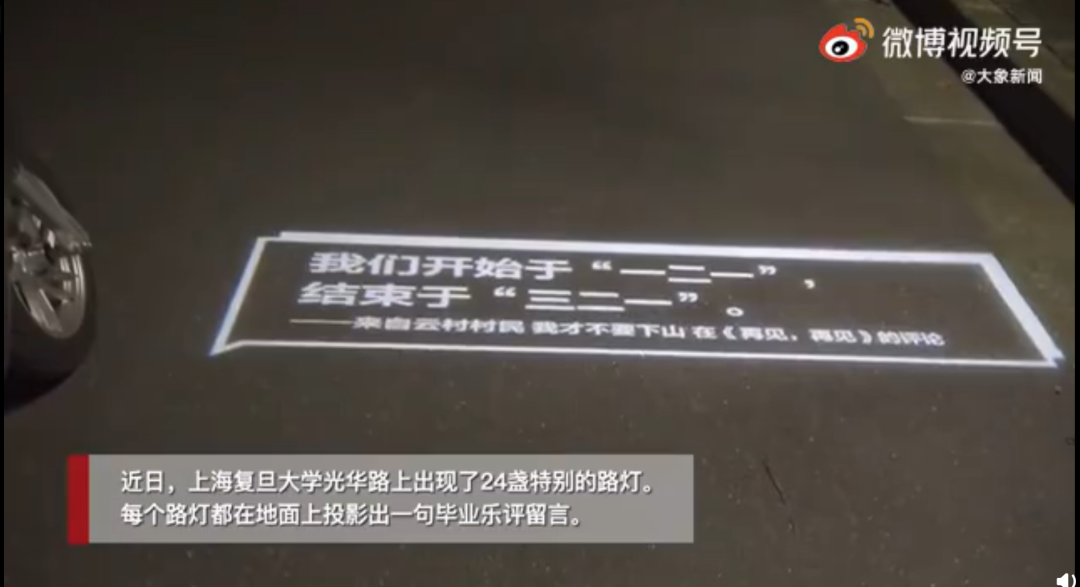 微博视频号
@大象新闻
我们开始于“一二一”，
结束于“三二一”。
——来自云村村民 我才不要下山 在《再见，再见》的评论
近日，上海复旦大学光华路上出现了24盏特别的路灯。
每个路灯都在地面上投影出一句毕业乐评留言。